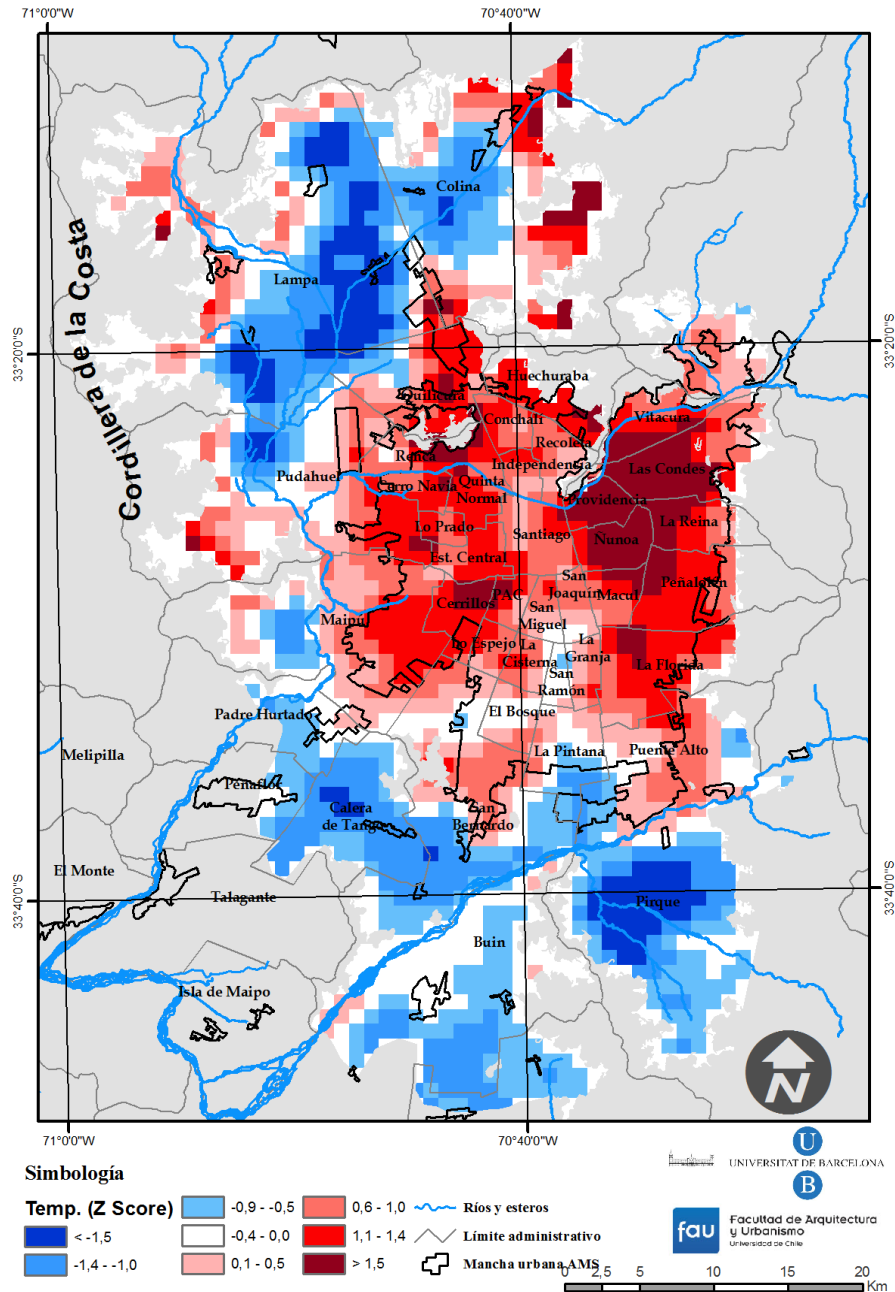 71°0'0"W
70°40'0"W
33°20'0"S
33°20'0"S
33°40'0"S
33°40'0"S
Cordillera de la Costa
Colina
Lampa
Huechuraba
Quilicura
Conchalí
Vitacura
Recoleta
Renca
Independencia
Las Condes
Pudahuel
Cerro Navia
Quinta
Normal
Providencia
Lo Prado
La Reina
Santiago
Nunoa
Est. Central
San
Joaquín
Macul
Peñalolén
Cerrillos
PAC
San
Miguel
Maipú
Lo Espejo
La
Cisterna
La
Granja
La Florida
San
Ramón
Padre Hurtado
El Bosque
Melipilla
La Pintana
Puente Alto
Peñaflor
Calera
de Tango
San
Bernardo
El Monte
Talagante
Pirque
Buin
Isla de Maipo
N
71°0'0"W
70°40'0"W
Simbología
Temp. (Z Score)
< -1,5
-1,4 - -1,0
-0,9 - -0,5
-0,4 - 0,0
0,1 - 0,5
0,6 - 1,0
1,1 - 1,4
> 1,5
Ríos y esteros
Límite administrativo
Mancha urbana AMS
U
UNIVERSITAT DE BARCELONA
B
fau
Facultad de Arquitectura
y Urbanismo
Universidad de Chile
0 2,5 5 10 15 20
Km